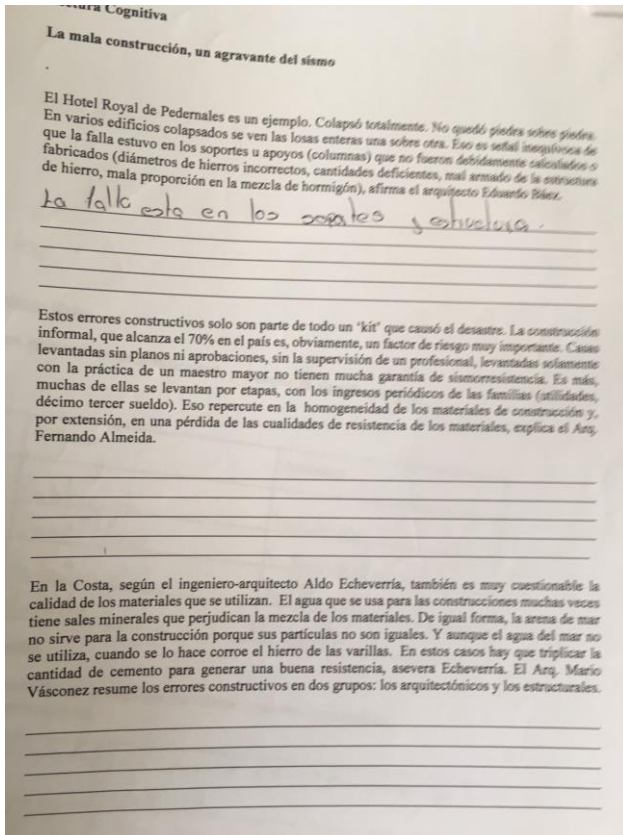 Cognitiva
La mala construcción, un agravante del sismo
El Hotel Royal de Pedernales es un ejemplo. Colapsó totalmente. No quedó piedra sobre piedra.
En varios edificios colapsados se ven las losas enteras una sobre otra. Eso es señal inequívoca de
que la falla estuvo en los soportes u apoyos (columnas) que no fueron debidamente calculados o
fabricados (diámetros de hierros incorrectos, cantidades deficientes, mal armado de la estructura
de hierro, mala proporción en la mezcla de hormigón), afirma el arquitecto Eduardo Báez.
La falla esta en los y
Estos errores constructivos solo son parte de todo un ‘kit’ que causó el desastre. La construcción
informal, que alcanza el 70% en el país es, obviamente, un factor de riesgo muy importante. Casas
levantadas sin planos ni aprobaciones, sin la supervisión de un profesional, levantadas solamente
con la práctica de un maestro mayor no tienen mucha garantía de sismorresistencia. Es más,
muchas de ellas se levantan por etapas, con los ingresos periódicos de las familias (utilidades,
décimo tercer sueldo). Eso repercute en la homogeneidad de los materiales de construcción y,
por extensión, en una pérdida de las cualidades de resistencia de los materiales, explica el Arq.
Fernando Almeida.
En la Costa, según el ingeniero-arquitecto Aldo Echeverría, también es muy cuestionable la
calidad de los materiales que se utilizan. El agua que se usa para las construcciones muchas veces
tiene sales minerales que perjudican la mezcla de los materiales. De igual forma, la arena de mar
no sirve para la construcción porque sus partículas no son iguales. Y aunque el agua del mar no
se utiliza, cuando se lo hace corroe el hierro de las varillas. En estos casos hay que triplicar la
cantidad de cemento para generar una buena resistencia, asevera Echeverría. El Arq. Mario
Vásconez resume los errores constructivos en dos grupos: los arquitectónicos y los estructurales.